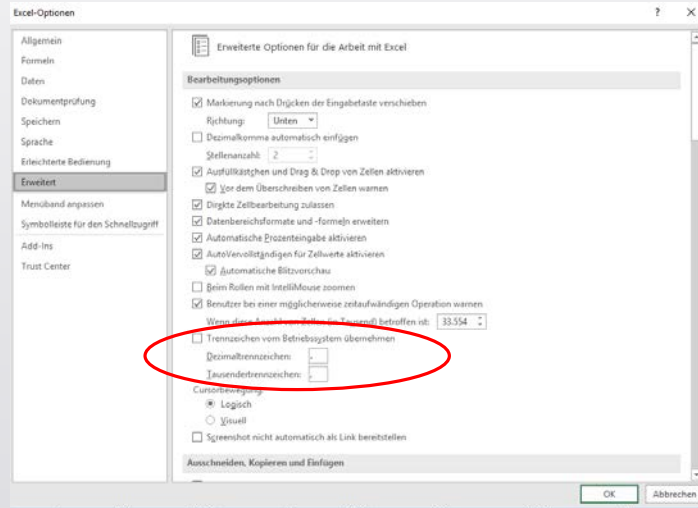 Excel-Optionen ? ×
Allgemein
Formeln
Daten
Dokumentprüfung
Speichern
Sprache
Erleichterte Bedienung
Erweitert
Menüband anpassen
Symbolleiste für den Schnellzugriff
Add-Ins
Trust Center
Erweiterte Optionen für die Arbeit mit Excel
Bearbeitungsoptionen
Markierung nach Drücken der Eingabetaste verschieben
Richtung: Unten
Dezimalkomma automatisch einfügen
Stellenanzahl: 2
Ausfüllkästchen und Drag & Drop von Zellen aktivieren
Vor dem Überschreiben von Zellen warnen
Direkte Zellbearbeitung zulassen
Datenbereichsformate und -formeln erweitern
Automatische Prozenteingabe aktivieren
AutoVervollständigen für Zellwerte aktivieren
Automatische Blitzvorschau
Beim Rollen mit IntelliMouse zoomen
Benutzer bei einer möglicherweise zeitaufwändigen Operation warnen
Wenn diese Anzahl von Zellen (in Tausend) betroffen ist: 33.554
Trennzeichen vom Betriebssystem übernehmen
Dezimaltrennzeichen:
Tausendertrennzeichen:
Cursorbewegung:
Logisch
Visuell
Screenshot nicht automatisch als Link bereitstellen
Ausschneiden, Kopieren und Einfügen
OK Abbrechen